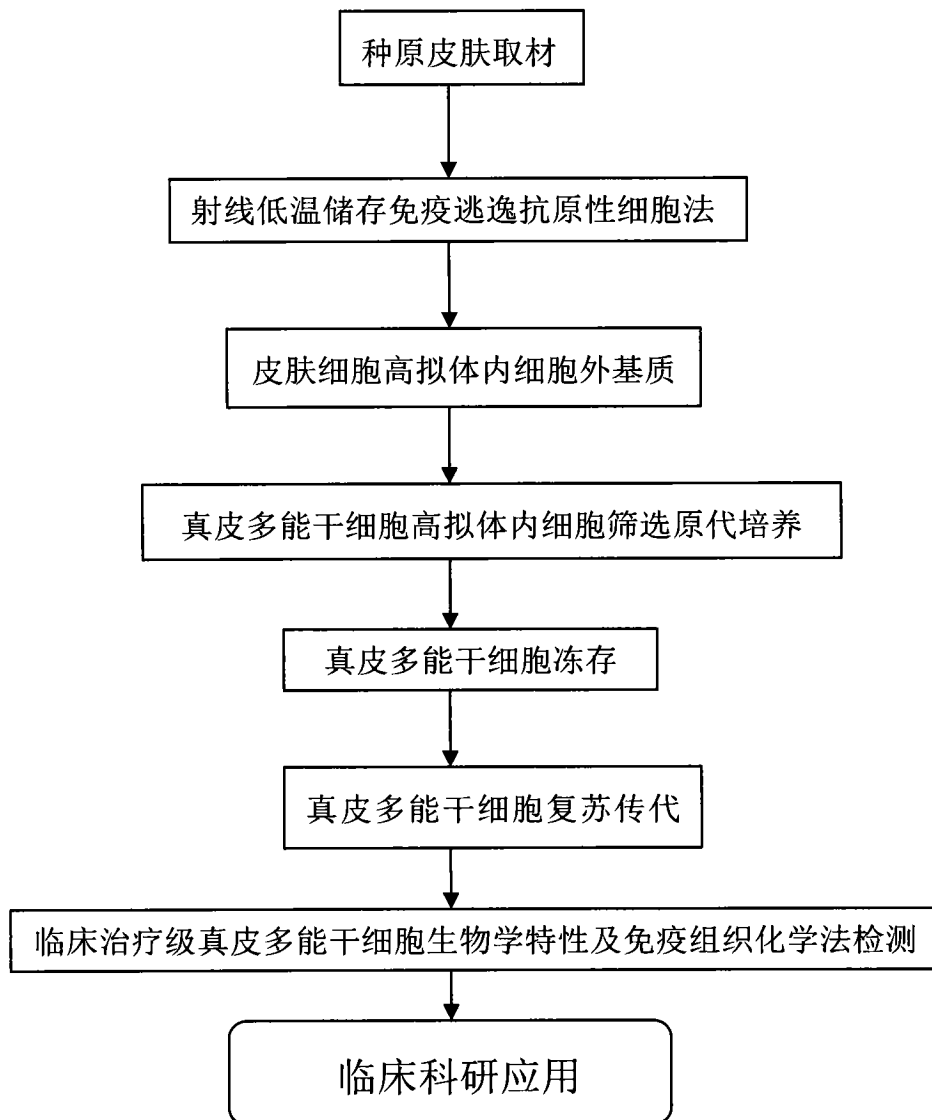 种原皮肤取材
射线低温储存免疫逃逸抗原性细胞法
皮肤细胞高拟体内细胞外基质
真皮多能干细胞高拟体内细胞筛选原代培养
真皮多能干细胞冻存
真皮多能干细胞复苏传代
临床治疗级真皮多能干细胞生物学特性及免疫组织化学法检测
临床科研应用